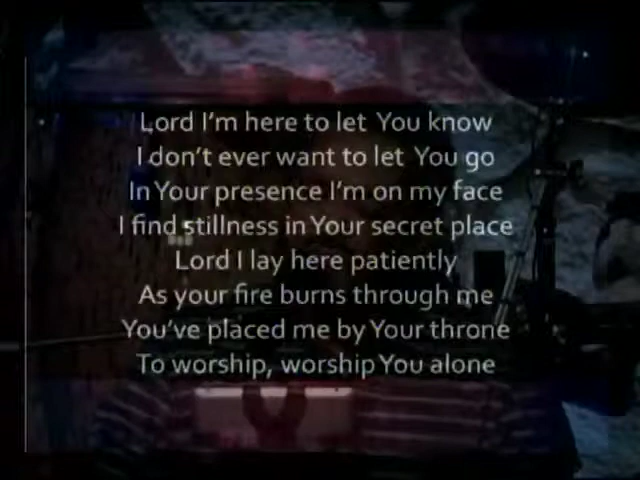 Lord I'm here to let You know
I don't ever want to let You go
In Your presence I'm on my face
I find stillness in Your secret place
Lord I lay here patiently
As your fire burns through me
You've placed me by Your throne
To worship, worship You alone